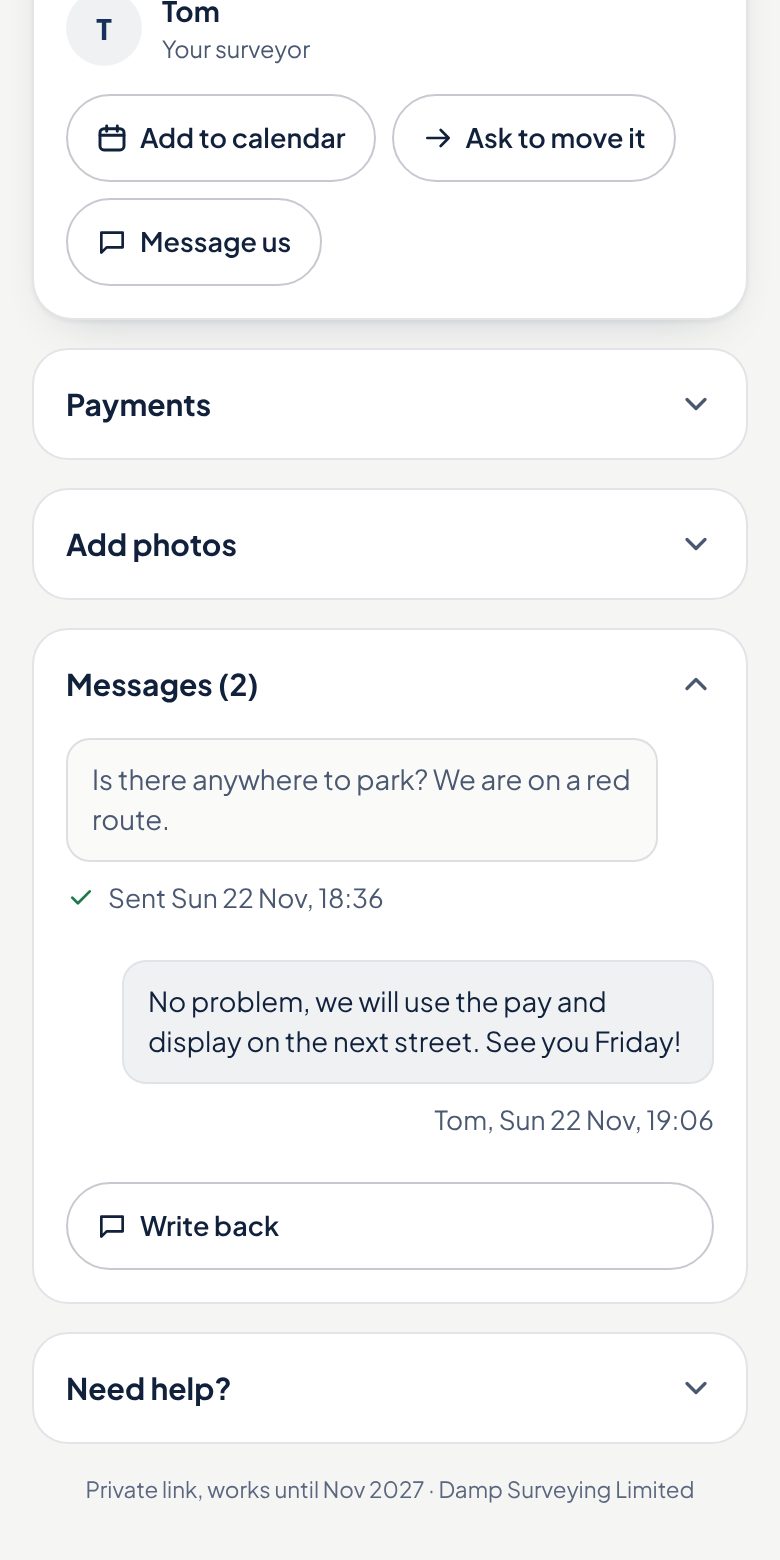 T
Tom
Your surveyor
Add to calendar
Ask to move it
Message us
Payments
Add photos
Messages (2)
Is there anywhere to park? We are on a red
route.
Sent Sun 22 Nov, 18:36
No problem, we will use the pay and
display on the next street. See you Friday!
Tom, Sun 22 Nov, 19:06
Write back
Need help?
Private link, works until Nov 2027 · Damp Surveying Limited